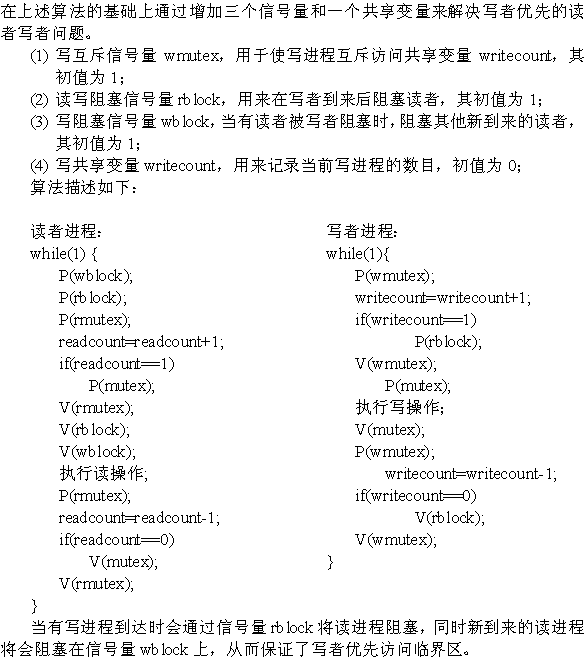 在上述算法的基础上通过增加三个信号量和一个共享变量来解决写者优先的读
者写者问题。
(1) 写互斥信号量 wmutex，用于使写进程互斥访问共享变量 writecount，其
初值为 1；
(2) 读写阻塞信号量 rblock，用来在写者到来后阻塞读者，其初值为 1；
(3) 写阻塞信号量 wblock，当有读者被写者阻塞时，阻塞其他新到来的读者，
其初值为 1；
(4) 写共享变量 writecount，用来记录当前写进程的数目，初值为 0；
算法描述如下：
读者进程：
while(1) {
P(wblock);
P(rblock);
P(rmutex);
readcount=readcount+1;
if(readcount==1)
P(mutex);
V(rmutex);
V(rblock);
V(wblock);
执行读操作;
P(rmutex);
readcount=readcount-1;
if(readcount==0)
V(mutex);
V(rmutex);
}
写者进程：
while(1){
P(wmutex);
writecount=writecount+1;
if(writecount==1)
P(rblock);
V(wmutex);
P(mutex);
执行写操作；
V(mutex);
P(wmutex);
writecount=writecount-1;
if(writecount==0)
V(rblock);
V(wmutex);
}
当有写进程到达时会通过信号量 rblock 将读进程阻塞，同时新到来的读进程
将会阻塞在信号量 wblock 上，从而保证了写者优先访问临界区。